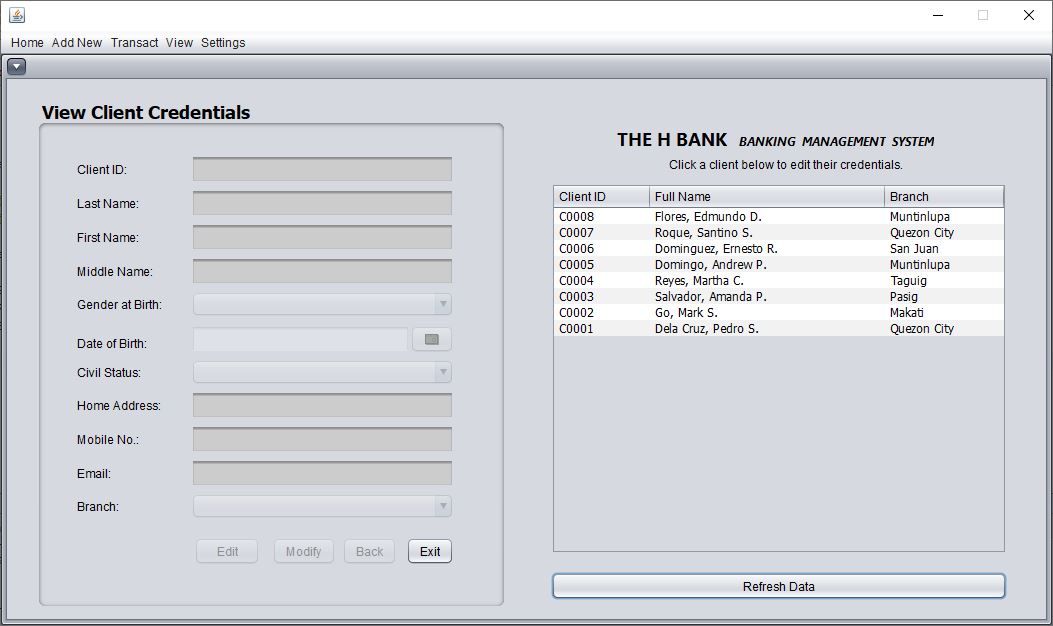 Home Add New Transact View Settings
View Client Credentials
Client ID:
Last Name:
First Name:
Middle Name:
Gender at Birth:
Date of Birth:
Civil Status:
Home Address:
Mobile No.:
Email:
Branch:
Edit Modify Back Exit
THE H BANK BANKING MANAGEMENT SYSTEM
Click a client below to edit their credentials.
Client ID Full Name Branch
C0008 Flores, Edmundo D. Muntinlupa
C0007 Roque, Santino S. Quezon City
C0006 Dominguez, Ernesto R. San Juan
C0005 Domingo, Andrew P. Muntinlupa
C0004 Reyes, Martha C. Taguig
C0003 Salvador, Amanda P. Pasig
C0002 Go, Mark S. Makati
C0001 Dela Cruz, Pedro S. Quezon City
Refresh Data